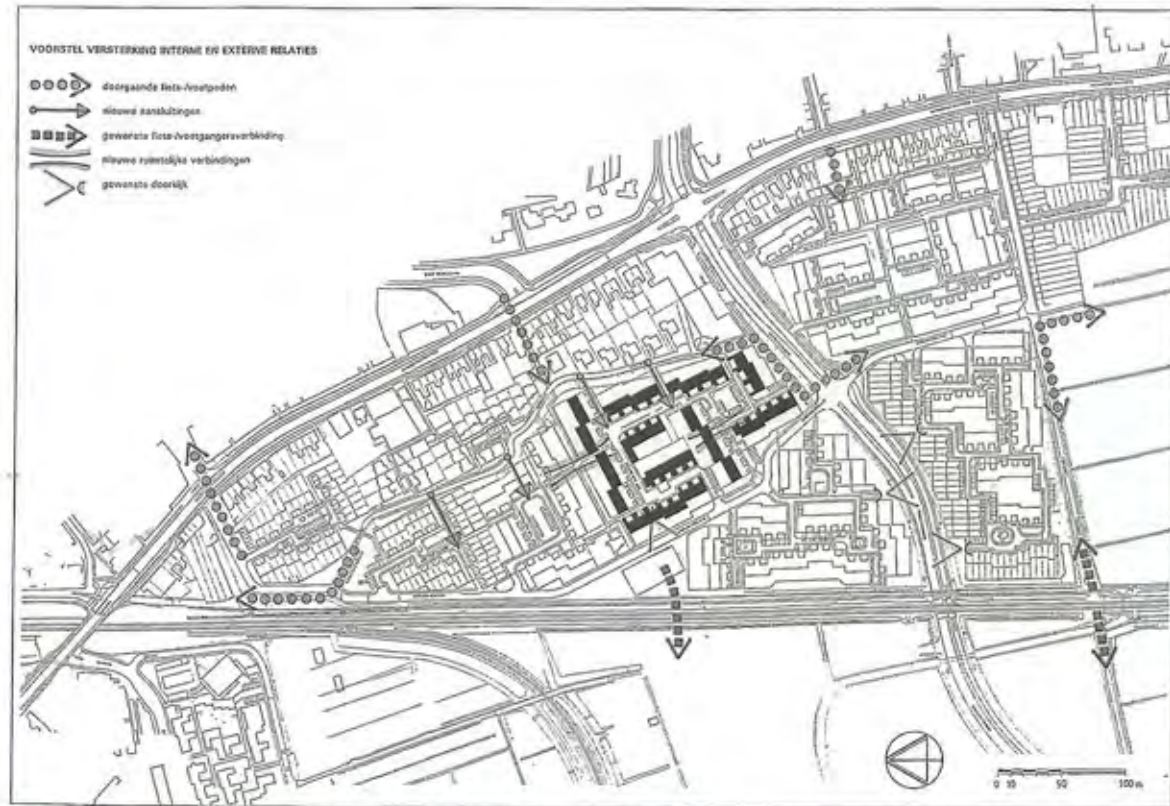 VOORSTEL VERSTERKING INTERNE EN EXTERNE RELATIES
doorgaande fiets-/voetpaden
nieuwe aansluitingen
gewenste fiets-/voetgangersverbinding
nieuwe ruimtelijke verbindingen
gewenste doorkijk
0 10 50 100 m